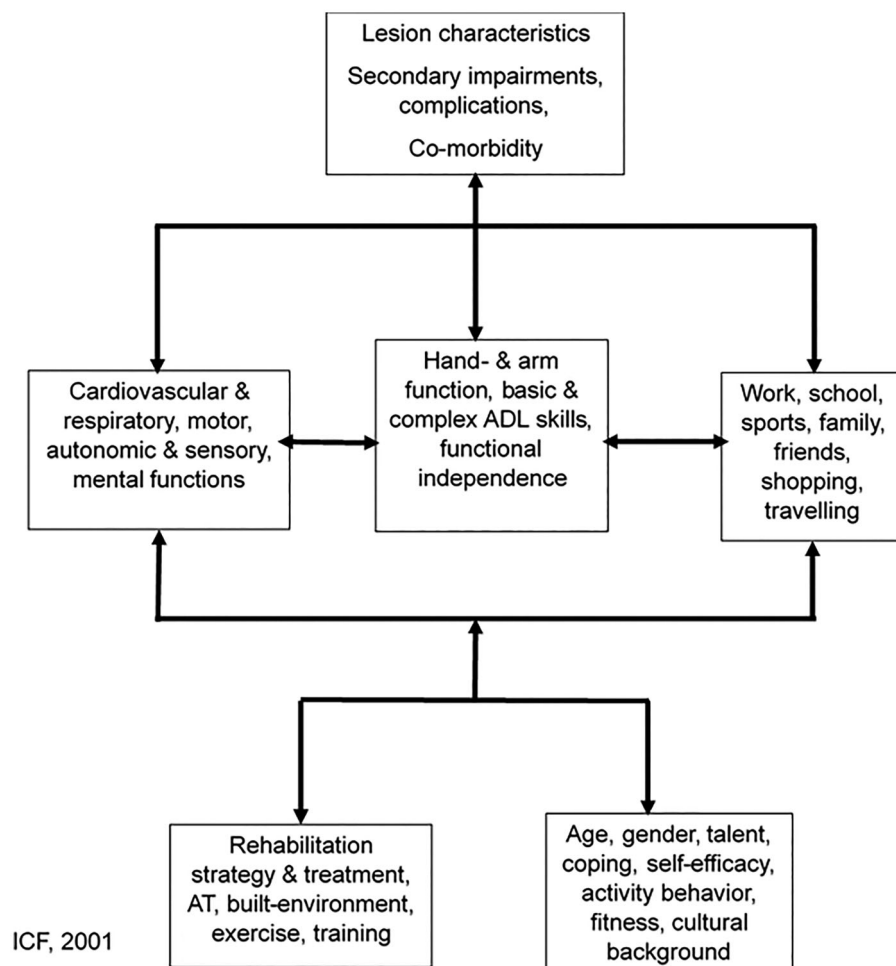 Lesion characteristics
Secondary impairments,
complications,
Co-morbidity
Cardiovascular &
respiratory, motor,
autonomic & sensory,
mental functions
Hand- & arm
function, basic &
complex ADL skills,
functional
independence
Work, school,
sports, family,
friends,
shopping,
travelling
Rehabilitation
strategy & treatment,
AT, built-environment,
exercise, training
Age, gender, talent,
coping, self-efficacy,
activity behavior,
fitness, cultural
background
ICF, 2001